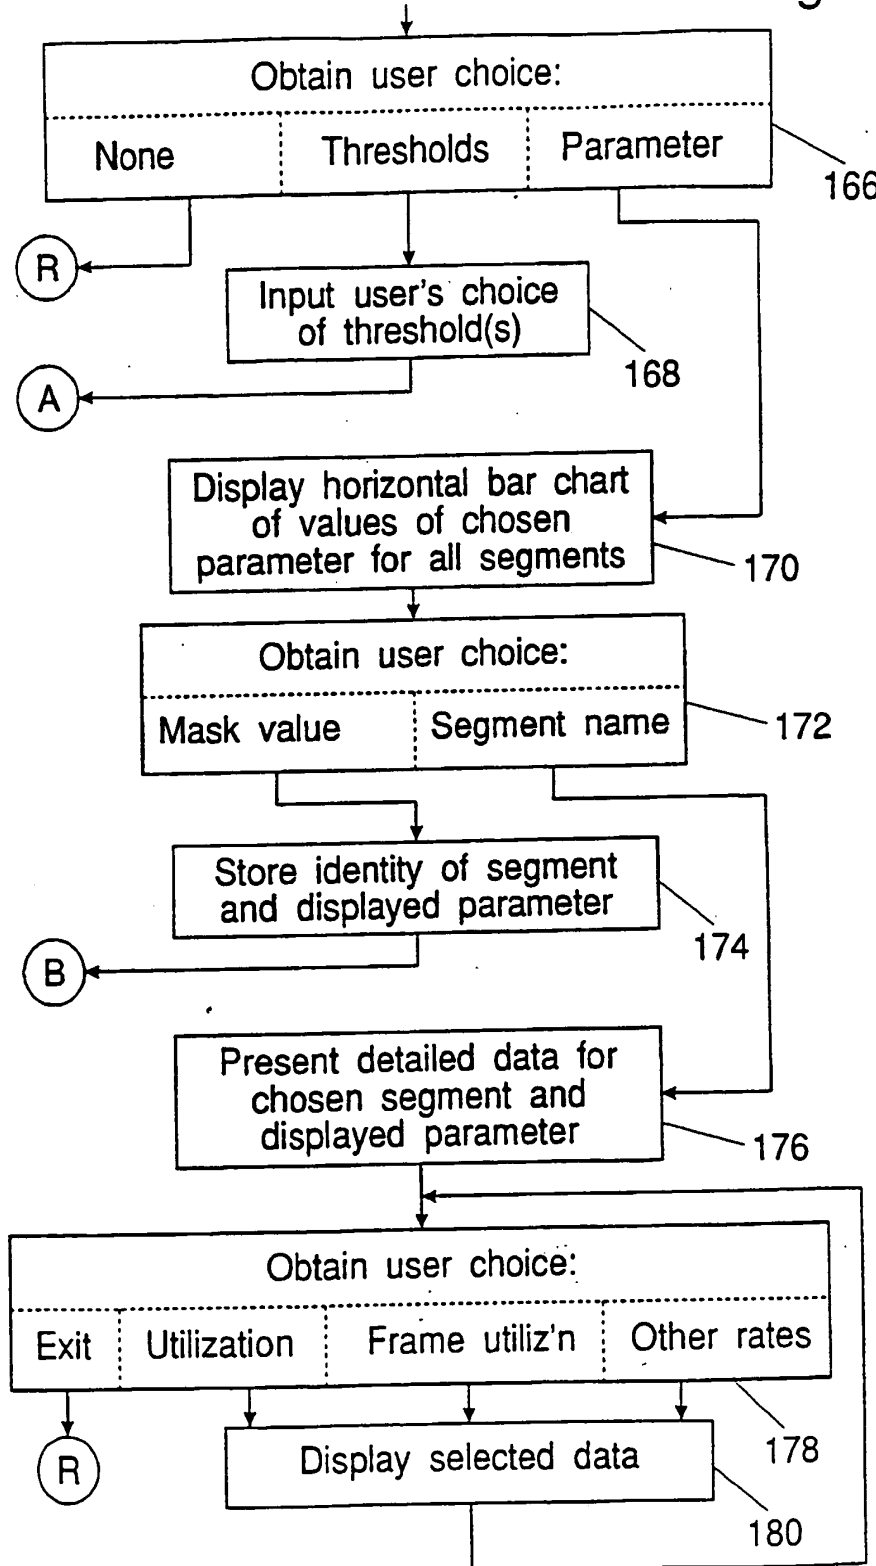 Obtain user choice:
None Thresholds Parameter
166
R
Input user's choice
of threshold(s)
168
A
Display horizontal bar chart
of values of chosen
parameter for all segments
170
Obtain user choice:
Mask value Segment name
172
Store identity of segment
and displayed parameter
174
B
Present detailed data for
chosen segment and
displayed parameter
176
Obtain user choice:
Exit Utilization Frame utiliz'n Other rates
178
R
Display selected data
180